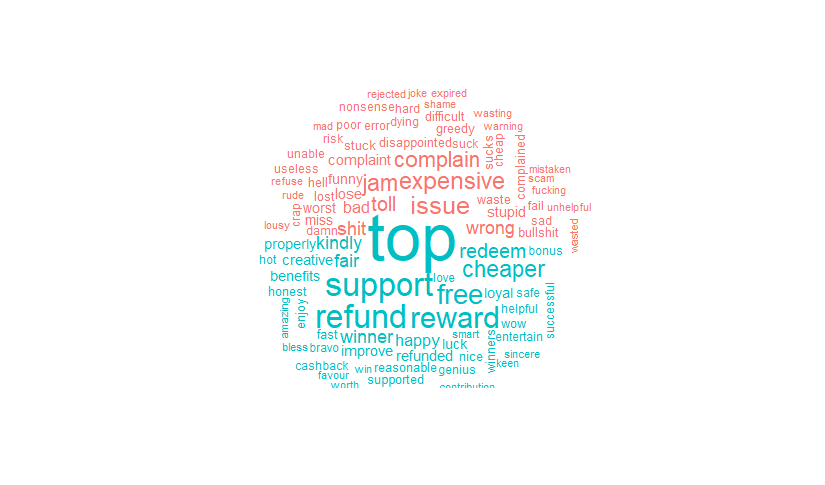 rejected joke expired
nonsense hard shame wasting
mad poor error dying difficult greedy warning
risk stuck disappointed suck sucks cheap complained
unable complaint complain mistaken
useless scam
refuse hell funny jam expensive fucking
rude lost lose waste fail unhelpful
crap worst bad toll issue stupid sad
lousy miss shit wrong bullshit wasted
damn
properly kindly top redeem bonus
hot creative fair cheaper
benefits support love
honest free loyal safe successful
amazing enjoy refund reward helpful
wow
fast winner happy smart winners entertain
bless bravo improve refunded luck nice sincere
cashback win reasonable genius keen
favour supported
worth contribution